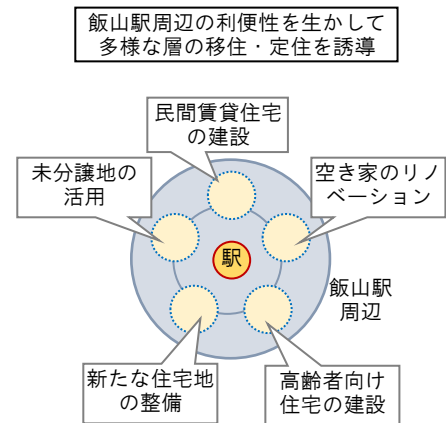 飯山駅周辺の利便性を生かして
多様な層の移住・定住を誘導
民間賃貸住宅
の建設
未分譲地の
活用
空き家のリノ
ベーション
駅
飯山駅
周辺
新たな住宅地
の整備
高齢者向け
住宅の建設